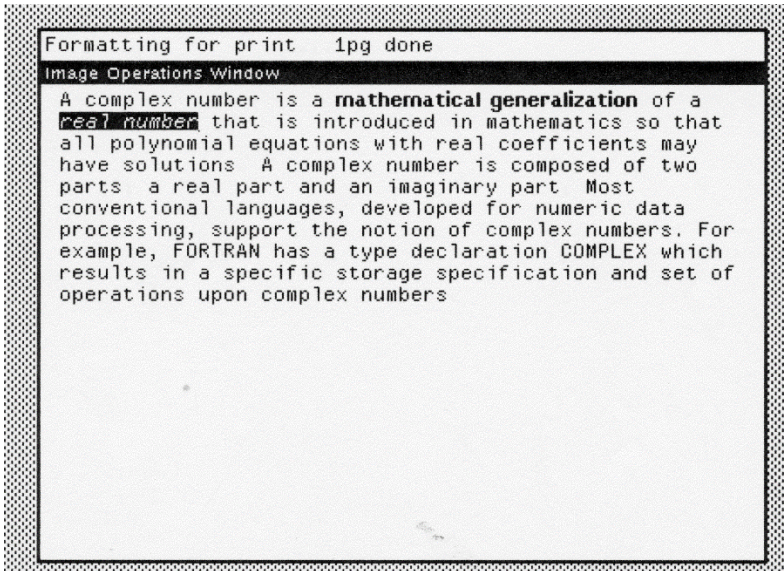 Formatting for print 1pg done
Image Operations Window
A complex number is a mathematical generalization of a
real number that is introduced in mathematics so that
all polynomial equations with real coefficients may
have solutions A complex number is composed of two
parts a real part and an imaginary part Most
conventional languages, developed for numeric data
processing, support the notion of complex numbers. For
example, FORTRAN has a type declaration COMPLEX which
results in a specific storage specification and set of
operations upon complex numbers